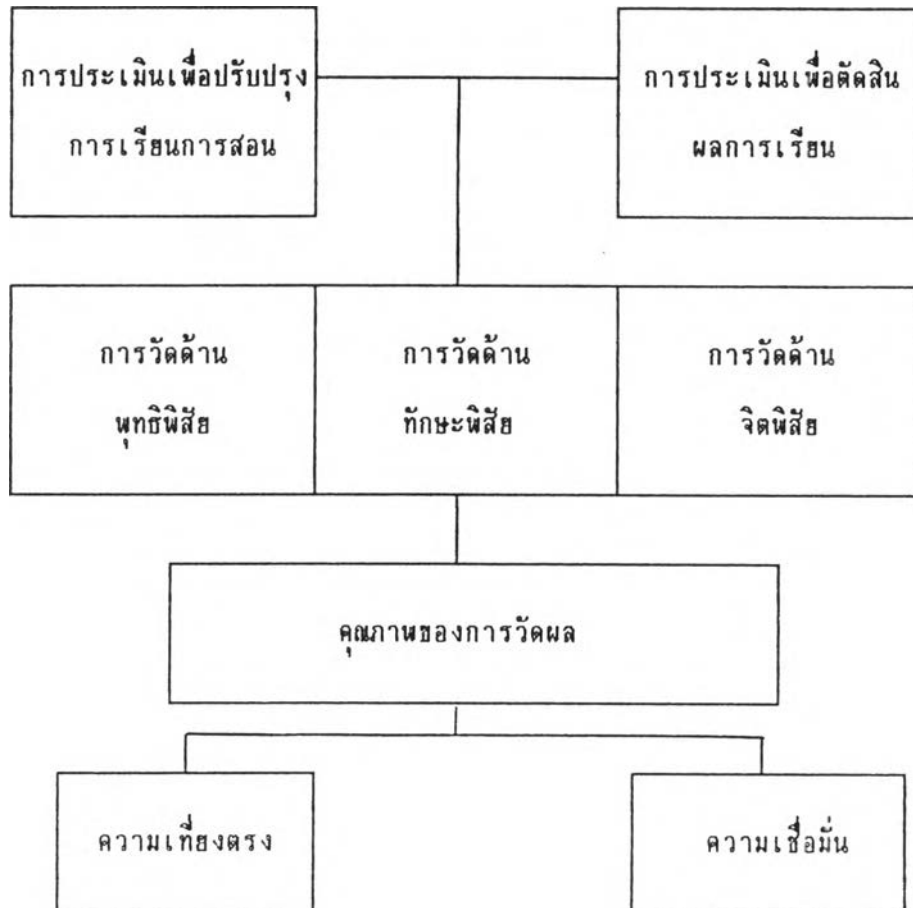 การประเมินเพื่อปรับปรุง
การเรียนการสอน
การประเมินเพื่อตัดสิน
ผลการเรียน
การวัดด้าน
พุทธิพิสัย
การวัดด้าน
ทักษะพิสัย
การวัดด้าน
จิตพิสัย
คุณภาพของการวัดผล
ความเที่ยงตรง
ความเชื่อมั่น